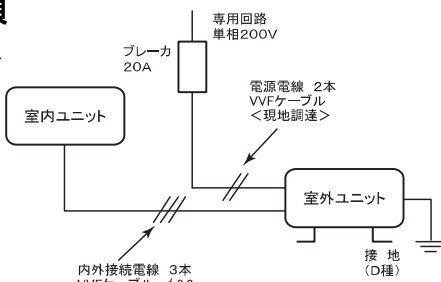 専用回路
単相200V
ブレーカ
20A
電源電線 2本
VVFケーブル
＜現地調達＞
室内ユニット
室外ユニット
接 地
（D種）
内外接続電線 3本